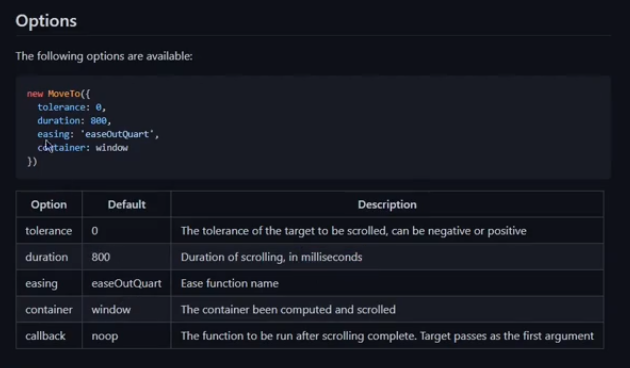 Options
The following options are available:
new MoveTo({
tolerance: 0,
duration: 800,
easing: 'easeOutQuart',
container: window
})
Option Default Description
tolerance 0 The tolerance of the target to be scrolled, can be negative or positive
duration 800 Duration of scrolling, in milliseconds
easing easeOutQuart Ease function name
container window The container been computed and scrolled
callback noop The function to be run after scrolling complete. Target passes as the first argument